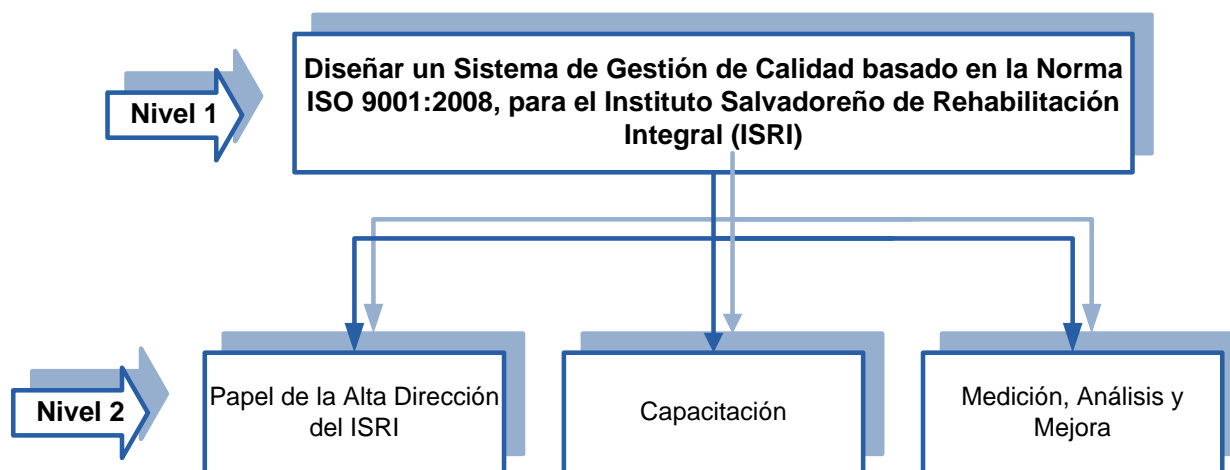 Nivel 1
Diseñar un Sistema de Gestión de Calidad basado en la Norma
ISO 9001:2008, para el Instituto Salvadoreño de Rehabilitación
Integral (ISRI)
Nivel 2
Papel de la Alta Dirección
del ISRI
Capacitación
Medición, Análisis y
Mejora